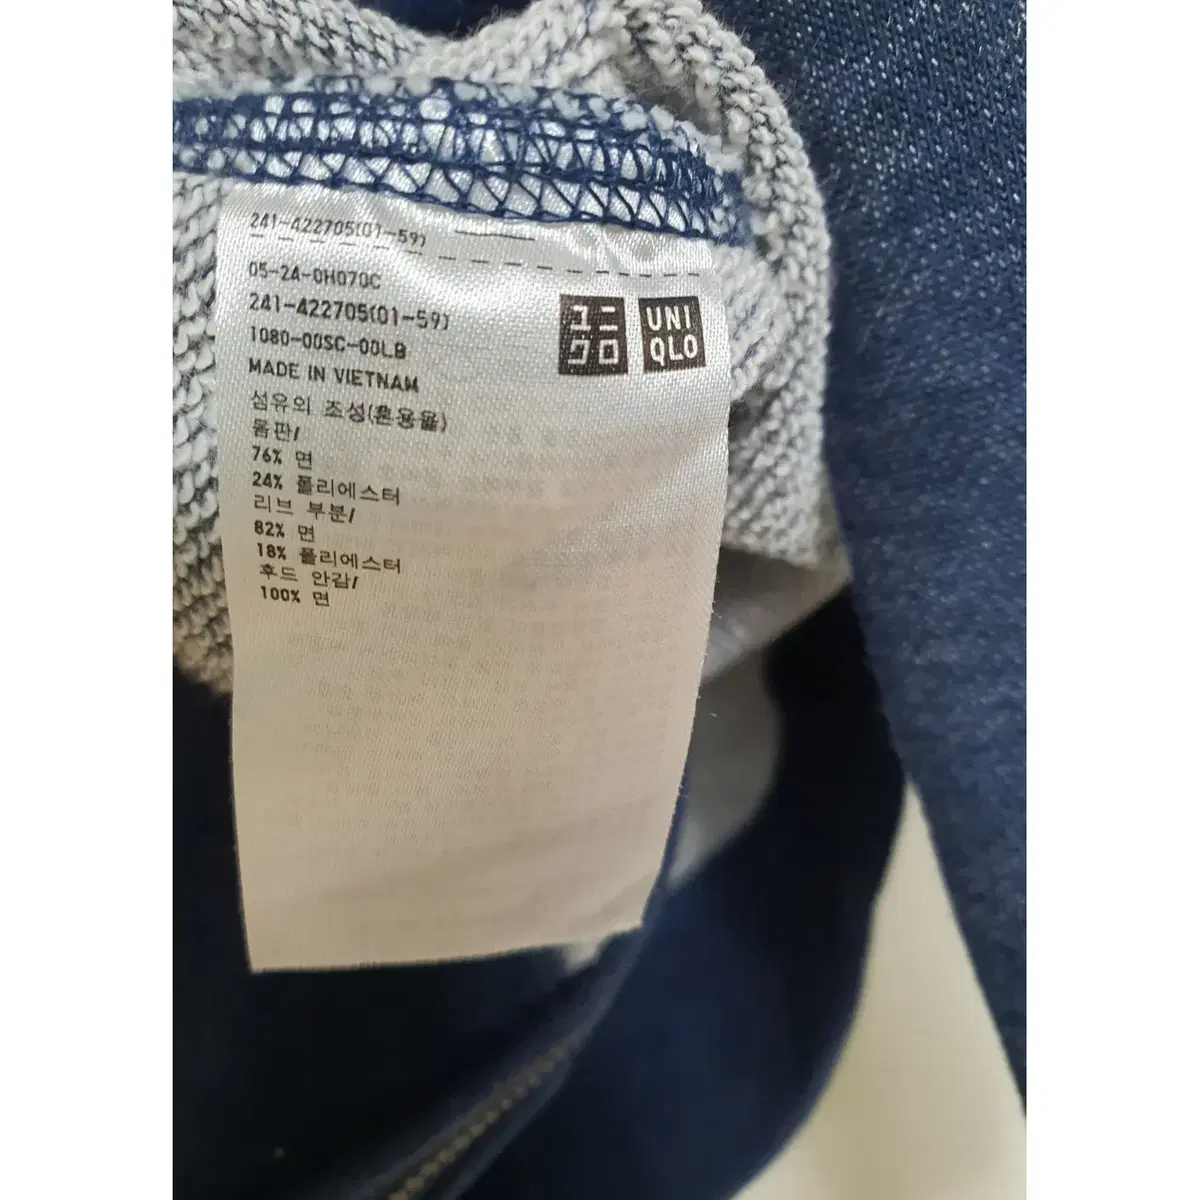 241-422705(01-59)
05-24-0H070C
241-422705(01-59)
1080-00SC-00LB
MADE IN VIETNAM
ユニ
クロ
UNI
QLO
섬유의 조성(혼용율)
몸판/
76% 면
24% 폴리에스터
리브 부분/
82% 면
18% 폴리에스터
후드 안감/
100% 면